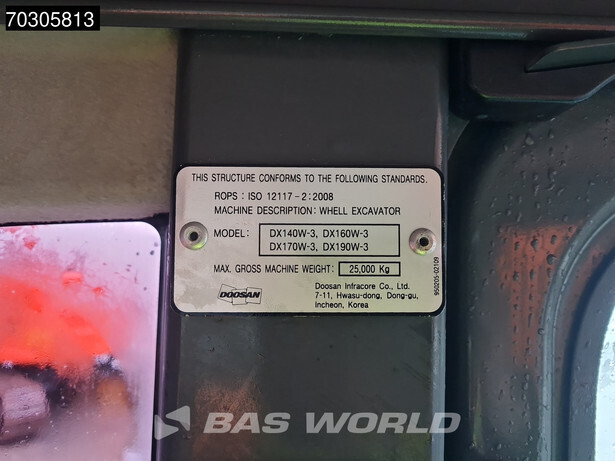 70305813
THIS STRUCTURE CONFORMS TO THE FOLLOWING STANDARDS.
ROPS : ISO 12117-2:2008
MACHINE DESCRIPTION: WHELL EXCAVATOR
MODEL: DX140W-3, DX160W-3
DX170W-3, DX190W-3
MAX. GROSS MACHINE WEIGHT: 25,000 Kg
DOOSAN
Doosan Infracore Co., Ltd.
7-11, Hwasu-dong, Dong-gu,
Incheon, Korea
950205-02109
BAS WORLD